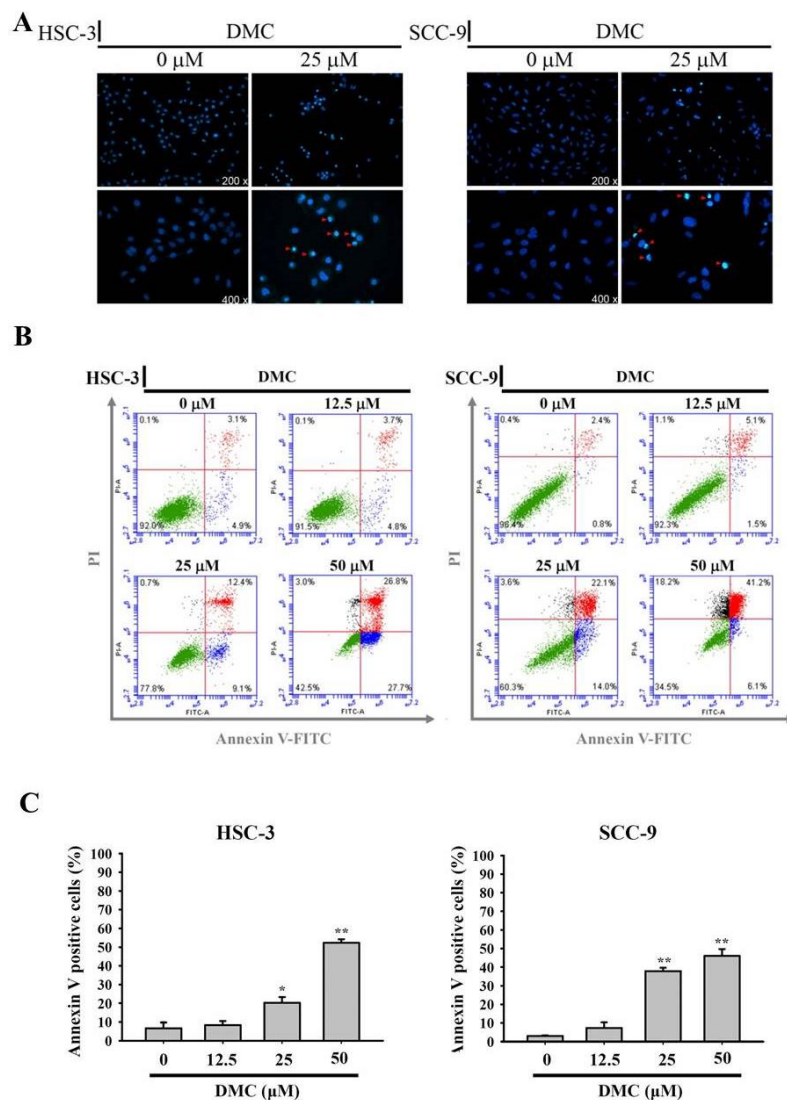 A
HSC-3 DMC
0 µM 25 µM
200 x
400 x
SCC-9 DMC
0 µM 25 µM
200 x
400 x
B
HSC-3 DMC
0 µM 12.5 µM
0.1% 3.1%
92.0% 4.9%
0.1% 3.7%
91.5% 4.8%
25 µM 50 µM
0.7% 12.4%
77.8% 9.1%
3.0% 26.8%
42.5% 27.7%
PI-A
FITC-A FITC-A
PI
Annexin V-FITC
SCC-9 DMC
0 µM 12.5 µM
0.4% 2.4%
96.4% 0.8%
1.1% 5.1%
92.3% 1.5%
25 µM 50 µM
3.6% 22.1%
60.3% 14.0%
18.2% 41.2%
34.5% 6.1%
PI-A
FITC-A FITC-A
PI
Annexin V-FITC
C
HSC-3
Annexin V positive cells (%)
100
90
80
70
60
50
40
30
20
10
0
* **
0 12.5 25 50
DMC (µM)
SCC-9
Annexin V positive cells (%)
100
90
80
70
60
50
40
30
20
10
0
** **
0 12.5 25 50
DMC (µM)